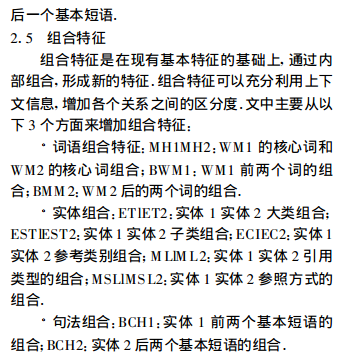 后一个基本短语.
2.5 组合特征
组合特征是在现有基本特征的基础上,通过内
部组合,形成新的特征.组合特征可以充分利用上下
文信息,增加各个关系之间的区分度.文中主要从以
下3个方面来增加组合特征:
• 词语组合特征:MH1MH2:WM1 的核心词和
WM2 的核心词组合;BWM1:WM1 前两个词的组
合;BMM2:WM2 后的两个词的组合.
• 实体组合:ET1ET2:实体 1 实体 2 大类组合;
EST1EST2:实体 1 实体 2 子类组合;EC1EC2:实体 1
实体 2 参考类别组合;ML1ML2:实体 1 实体 2 引用
类型的组合;MSL1MSL2:实体 1 实体 2 参照方式的
组合.
• 句法组合:BCH1:实体 1 前两个基本短语的
组合;BCH2:实体 2 后两个基本短语的组合.